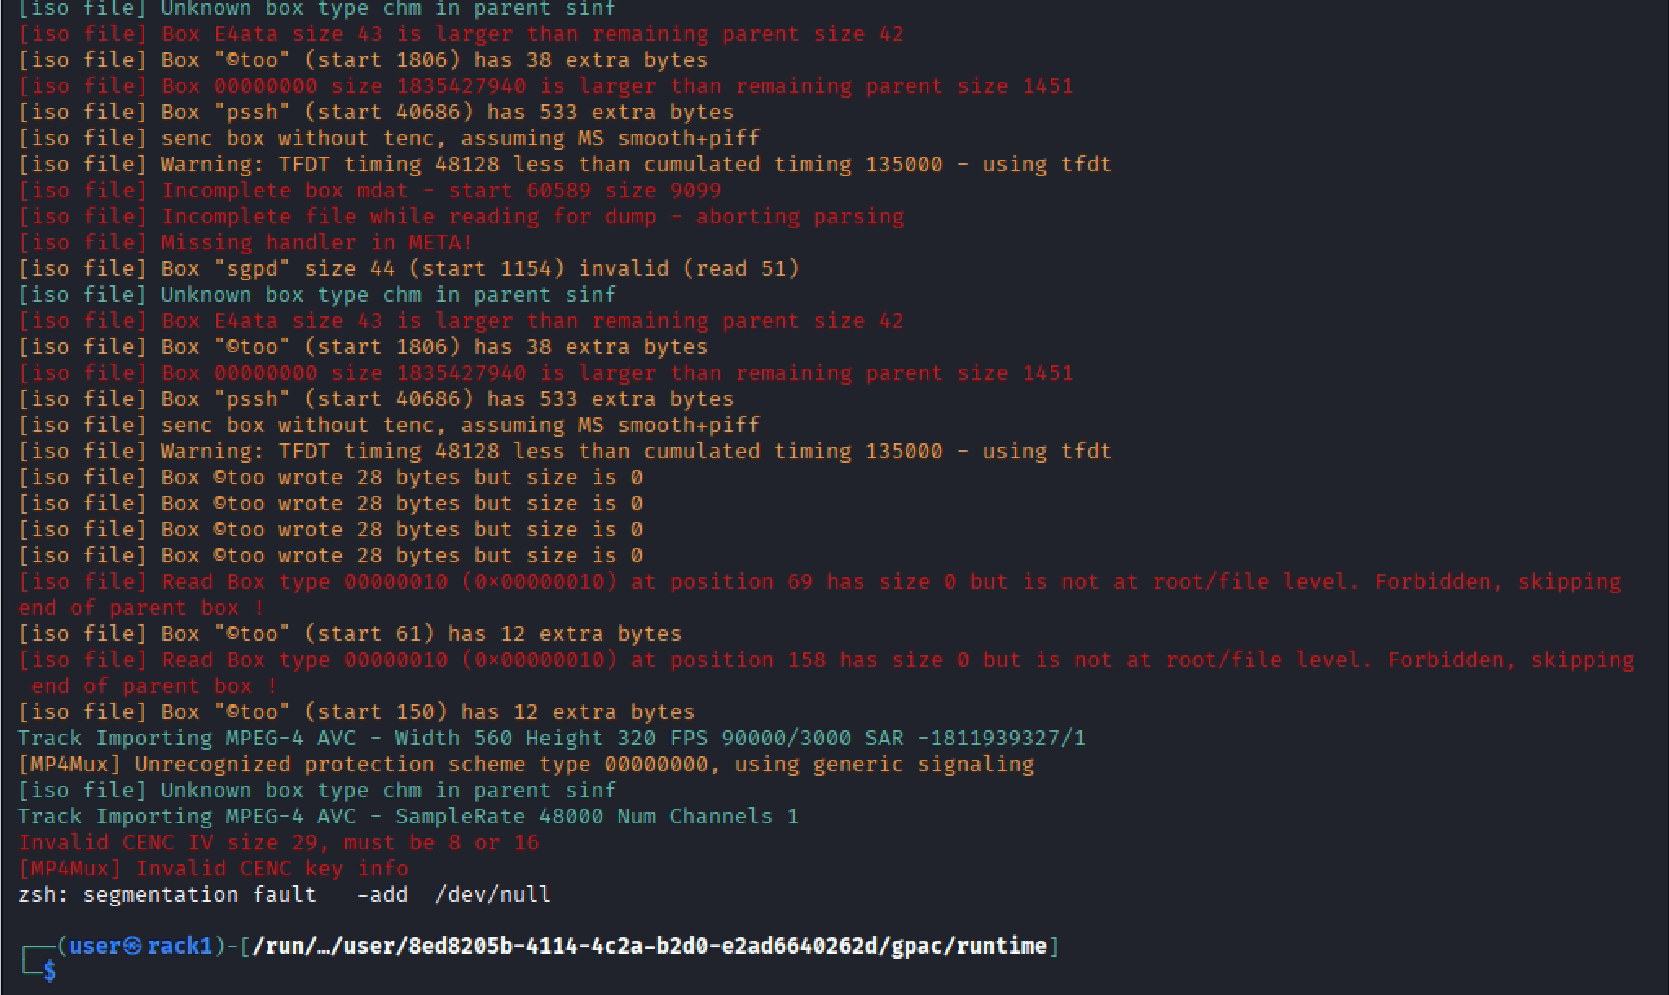 [iso file] Unknown box type chm in parent sinf
[iso file] Box E4ata size 43 is larger than remaining parent size 42
[iso file] Box "©too" (start 1806) has 38 extra bytes
[iso file] Box 00000000 size 1835427940 is larger than remaining parent size 1451
[iso file] Box "pssh" (start 40686) has 533 extra bytes
[iso file] senc box without tenc, assuming MS smooth+piff
[iso file] Warning: TFDT timing 48128 less than cumulated timing 135000 - using tfdt
[iso file] Incomplete box mdat - start 60589 size 9099
[iso file] Incomplete file while reading for dump - aborting parsing
[iso file] Missing handler in META!
[iso file] Box "sgpd" size 44 (start 1154) invalid (read 51)
[iso file] Unknown box type chm in parent sinf
[iso file] Box E4ata size 43 is larger than remaining parent size 42
[iso file] Box "©too" (start 1806) has 38 extra bytes
[iso file] Box 00000000 size 1835427940 is larger than remaining parent size 1451
[iso file] Box "pssh" (start 40686) has 533 extra bytes
[iso file] senc box without tenc, assuming MS smooth+piff
[iso file] Warning: TFDT timing 48128 less than cumulated timing 135000 - using tfdt
[iso file] Box ©too wrote 28 bytes but size is 0
[iso file] Box ©too wrote 28 bytes but size is 0
[iso file] Box ©too wrote 28 bytes but size is 0
[iso file] Box ©too wrote 28 bytes but size is 0
[iso file] Read Box type 00000010 (0×00000010) at position 69 has size 0 but is not at root/file level. Forbidden, skipping
end of parent box !
[iso file] Box "©too" (start 61) has 12 extra bytes
[iso file] Read Box type 00000010 (0×00000010) at position 158 has size 0 but is not at root/file level. Forbidden, skipping
end of parent box !
[iso file] Box "©too" (start 150) has 12 extra bytes
Track Importing MPEG-4 AVC - Width 560 Height 320 FPS 90000/3000 SAR -1811939327/1
[MP4Mux] Unrecognized protection scheme type 00000000, using generic signaling
[iso file] Unknown box type chm in parent sinf
Track Importing MPEG-4 AVC - SampleRate 48000 Num Channels 1
Invalid CENC IV size 29, must be 8 or 16
[MP4Mux] Invalid CENC key info
zsh: segmentation fault   -add  /dev/null
┌──(user㉿rack1)-[/run/…/user/8ed8205b-4114-4c2a-b2d0-e2ad6640262d/gpac/runtime]
└─$